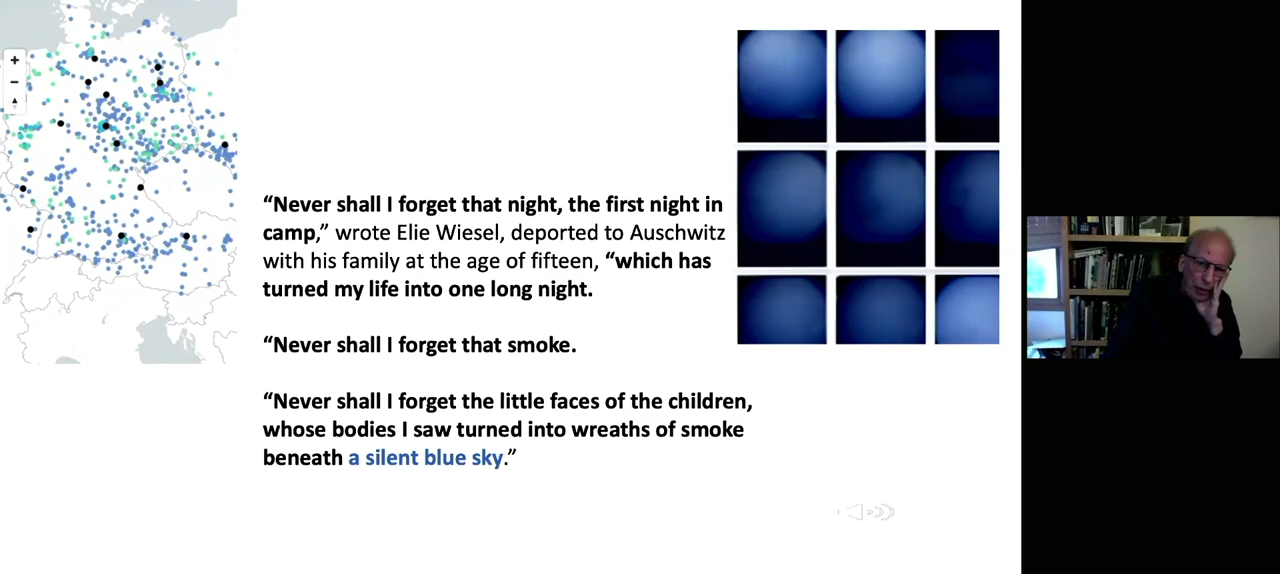 +
−
“Never shall I forget that night, the first night in
camp,” wrote Elie Wiesel, deported to Auschwitz
with his family at the age of fifteen, “which has
turned my life into one long night.
“Never shall I forget that smoke.
“Never shall I forget the little faces of the children,
whose bodies I saw turned into wreaths of smoke
beneath a silent blue sky.”